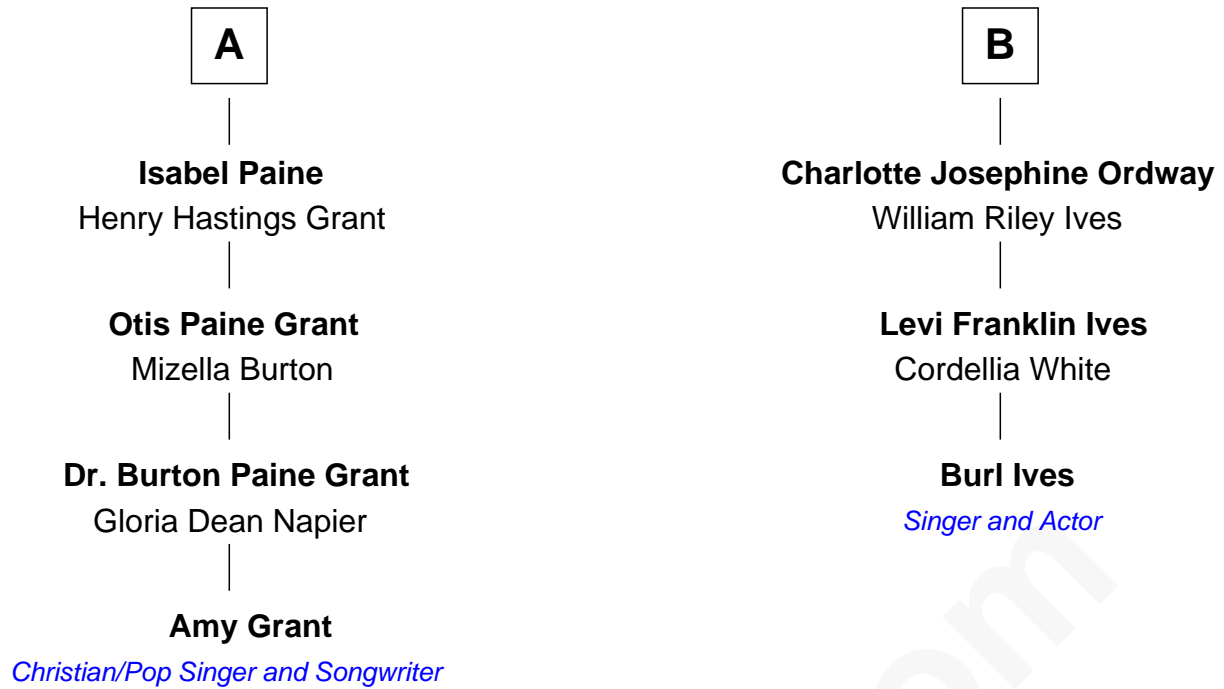 A
Isabel Paine
Henry Hastings Grant
Otis Paine Grant
Mizella Burton
Dr. Burton Paine Grant
Gloria Dean Napier
Amy Grant
Christian/Pop Singer and Songwriter
B
Charlotte Josephine Ordway
William Riley Ives
Levi Franklin Ives
Cordellia White
Burl Ives
Singer and Actor
om